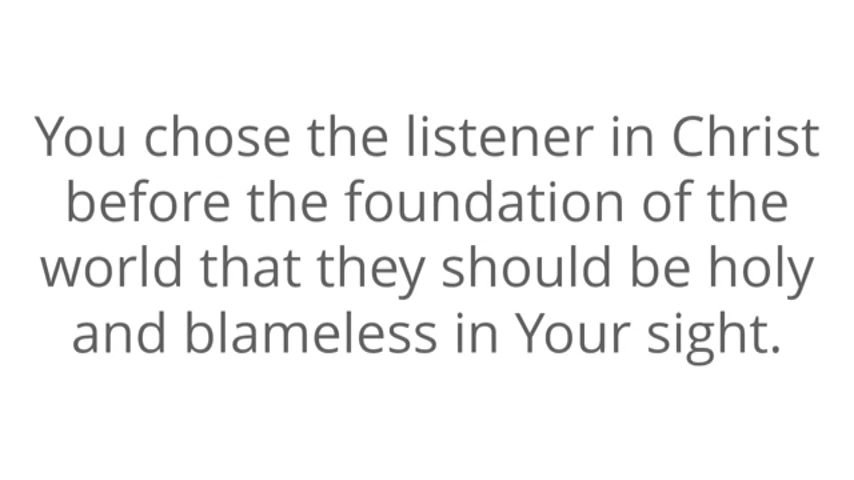 You chose the listener in Christ
before the foundation of the
world that they should be holy
and blameless in Your sight.